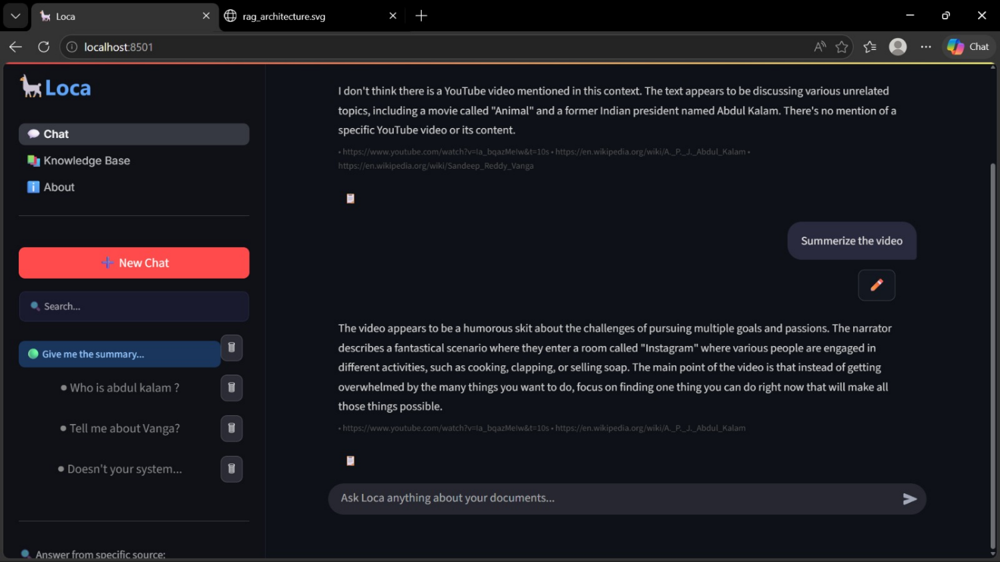 Loca
rag_architecture.svg
localhost:8501
Chat
Loca
Chat
Knowledge Base
About
New Chat
Search...
Give me the summary...
Who is abdul kalam ?
Tell me about Vanga?
Doesn't your system...
Answer from specific source:
I don't think there is a YouTube video mentioned in this context. The text appears to be discussing various unrelated
topics, including a movie called "Animal" and a former Indian president named Abdul Kalam. There's no mention of a
specific YouTube video or its content.
• https://www.youtube.com/watch?v=Ia_bqazMeIw&t=10s • https://en.wikipedia.org/wiki/A._P._J._Abdul_Kalam •
https://en.wikipedia.org/wiki/Sandeep_Reddy_Vanga
Summerize the video
The video appears to be a humorous skit about the challenges of pursuing multiple goals and passions. The narrator
describes a fantastical scenario where they enter a room called "Instagram" where various people are engaged in
different activities, such as cooking, clapping, or selling soap. The main point of the video is that instead of getting
overwhelmed by the many things you want to do, focus on finding one thing you can do right now that will make all
those things possible.
• https://www.youtube.com/watch?v=Ia_bqazMeIw&t=10s • https://en.wikipedia.org/wiki/A._P._J._Abdul_Kalam
Ask Loca anything about your documents...